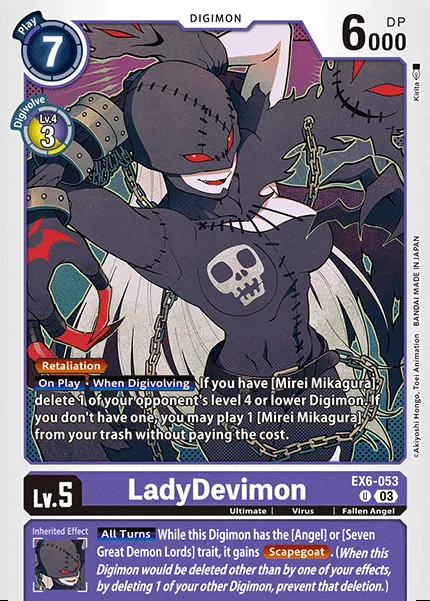 DIGIMON
Play
7
6000
DP
Digivolve
Lv.4
3
Kirita
©Akiyoshi Hongo, Toei Animation BANDAI MADE IN JAPAN
Retaliation
On Play When Digivolving If you have [Mirei Mikagura],
delete 1 of your opponent's level 4 or lower Digimon. If
you don't have one, you may play 1 [Mirei Mikagura]
from your trash without paying the cost.
Lv.5
LadyDevimon
EX6-053
U 03
Ultimate Virus Fallen Angel
Inherited Effect
All Turns While this Digimon has the [Angel] or [Seven
Great Demon Lords] trait, it gains Scapegoat. (When this
Digimon would be deleted other than by one of your effects,
by deleting 1 of your other Digimon, prevent that deletion.)